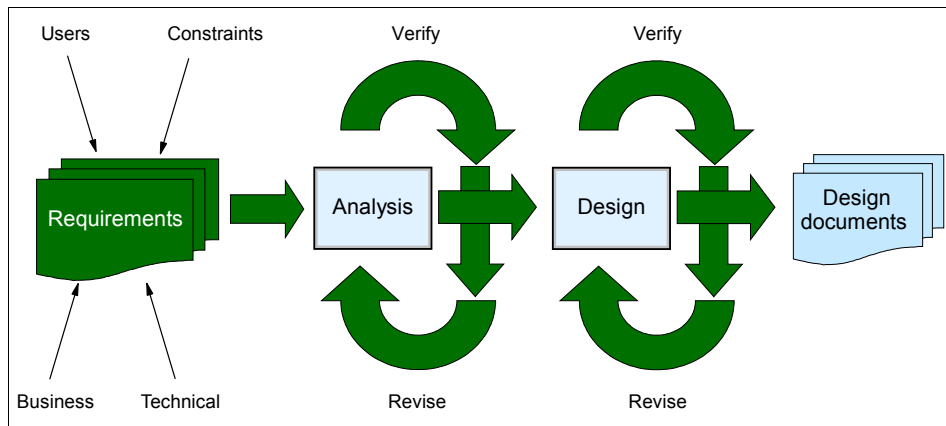 Users
Constraints
Verify
Verify
Requirements
Analysis
Design
Design
documents
Business
Technical
Revise
Revise